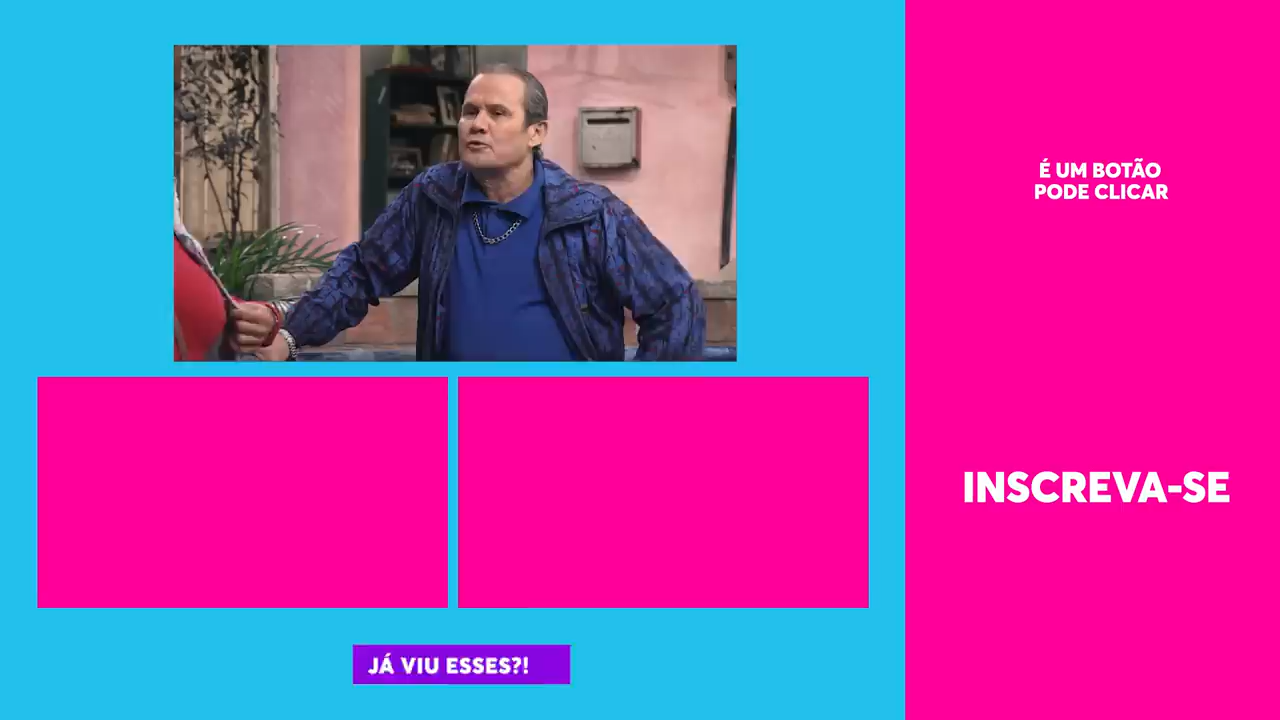 É UM BOTÃO
PODE CLICAR
INSCREVA-SE
JÁ VIU ESSES?!